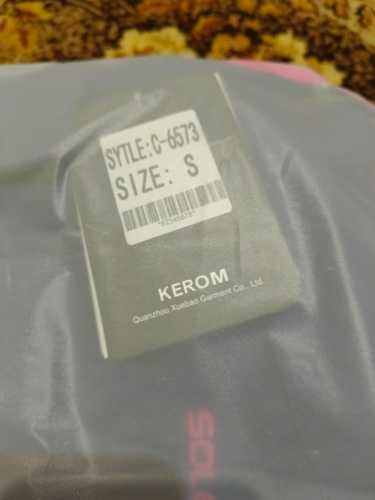 SYTLE:C-6573
SIZE: S
KEROM
Quanzhou Xuebao Garment Co., Ltd